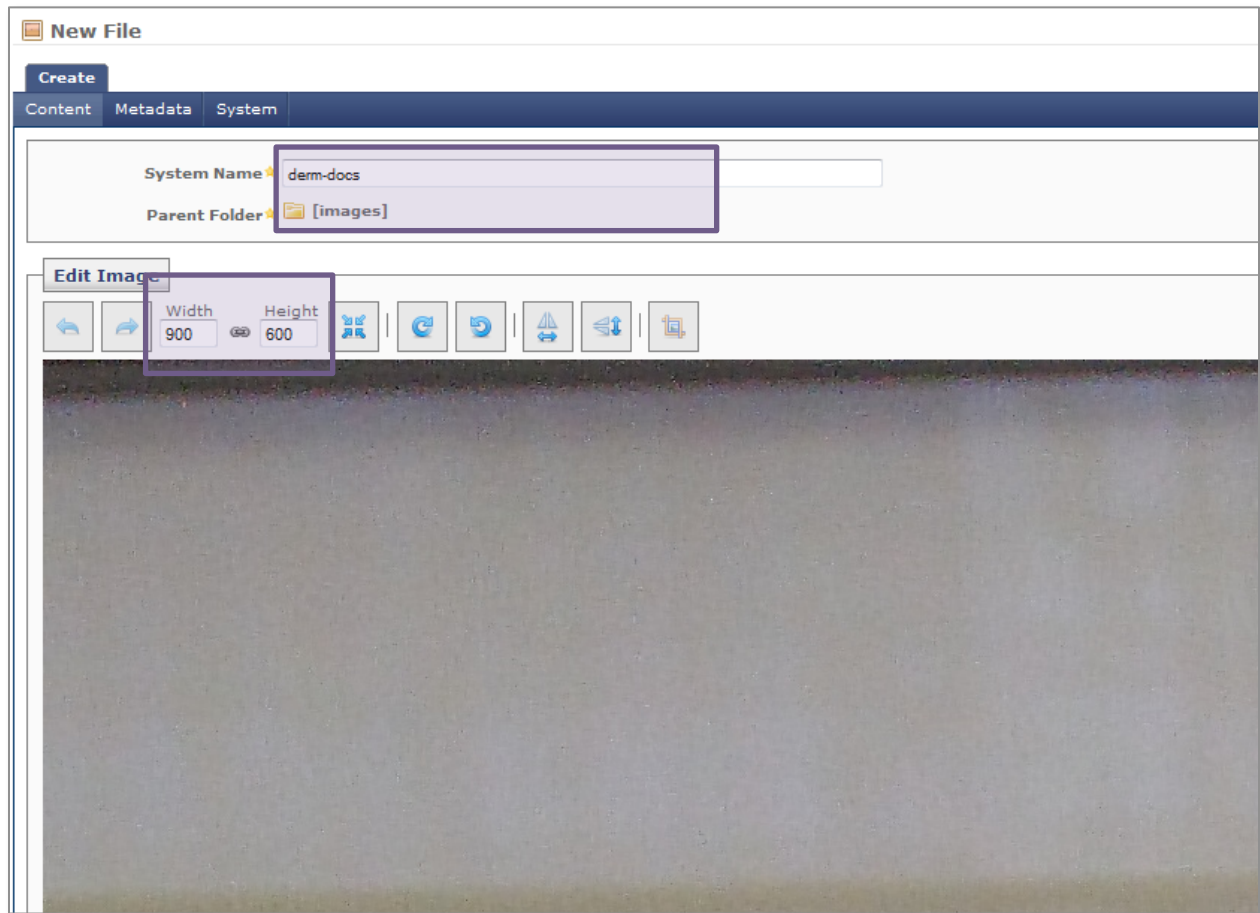 New File
Create
Content Metadata System
System Name derm-docs
Parent Folder [images]
Edit Image
Width Height
900 600